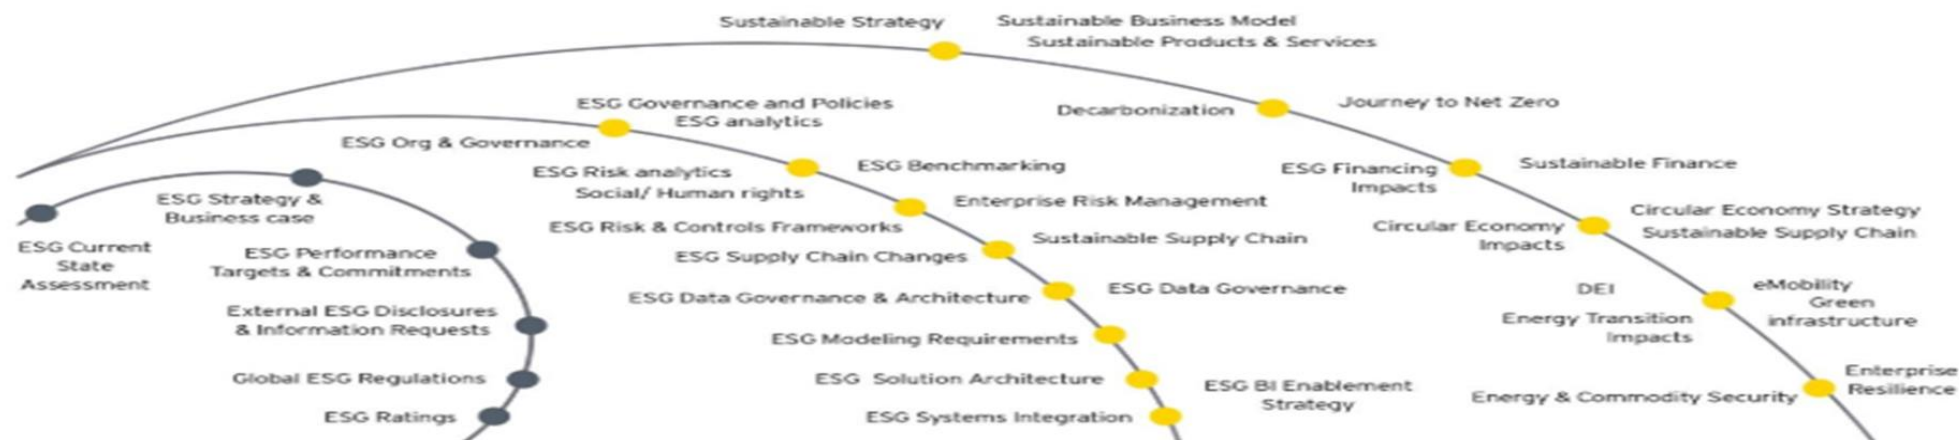 Sustainable Strategy
Sustainable Business Model
Sustainable Products & Services
ESG Governance and Policies
ESG analytics
Decarbonization
Journey to Net Zero
ESG Org & Governance
ESG Risk analytics
Social/ Human rights
ESG Benchmarking
ESG Financing
Impacts
Sustainable Finance
ESG Strategy &
Business case
ESG Risk & Controls Frameworks
Enterprise Risk Management
Circular Economy
Impacts
Circular Economy Strategy
Sustainable Supply Chain
ESG Current
State
Assessment
ESG Performance
Targets & Commitments
ESG Supply Chain Changes
Sustainable Supply Chain
ESG Data Governance & Architecture
ESG Data Governance
DEI
Energy Transition
Impacts
eMobility
Green
infrastructure
External ESG Disclosures
& Information Requests
ESG Modeling Requirements
Global ESG Regulations
ESG Solution Architecture
ESG BI Enablement
Strategy
Energy & Commodity Security
Enterprise
Resilience
ESG Ratings
ESG Systems Integration